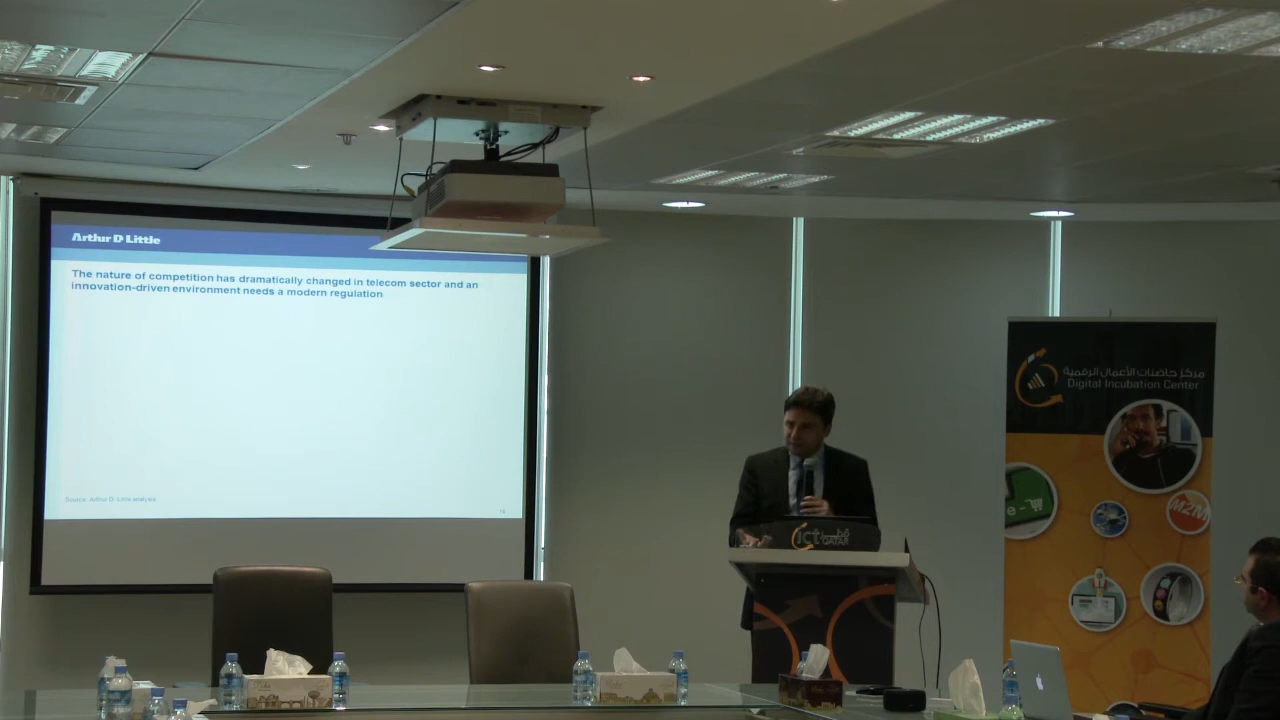 Arthur D Little
The nature of competition has dramatically changed in telecom sector and an
innovation-driven environment needs a modern regulation
Source: Arthur D. Little analysis
مركز حاضنات الأعمال الرقمية
Digital Incubation Center
e-
M2M
ict
QATAR